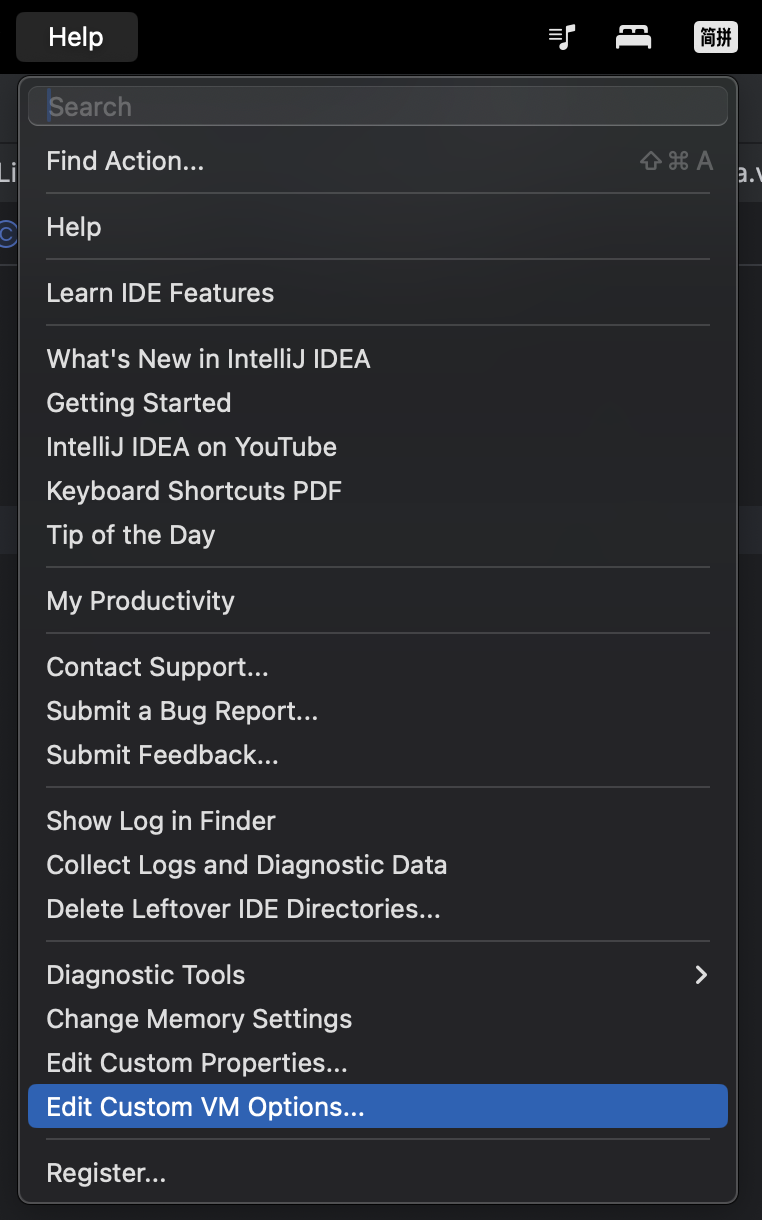 Help
简拼
Search
Find Action...
⇧ ⌘ A
Li
a.v
Help
©
Learn IDE Features
What's New in IntelliJ IDEA
Getting Started
IntelliJ IDEA on YouTube
Keyboard Shortcuts PDF
Tip of the Day
My Productivity
Contact Support...
Submit a Bug Report...
Submit Feedback...
Show Log in Finder
Collect Logs and Diagnostic Data
Delete Leftover IDE Directories...
Diagnostic Tools
Change Memory Settings
Edit Custom Properties...
Edit Custom VM Options...
Register...